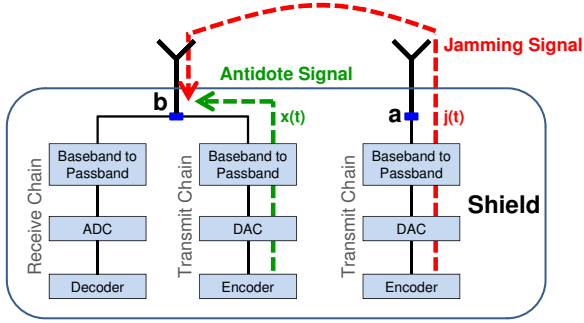 Jamming Signal
Antidote Signal
b
a
x(t)
j(t)
Receive Chain
Baseband to
Passband
ADC
Decoder
Transmit Chain
Baseband to
Passband
DAC
Encoder
Transmit Chain
Baseband to
Passband
DAC
Encoder
Shield